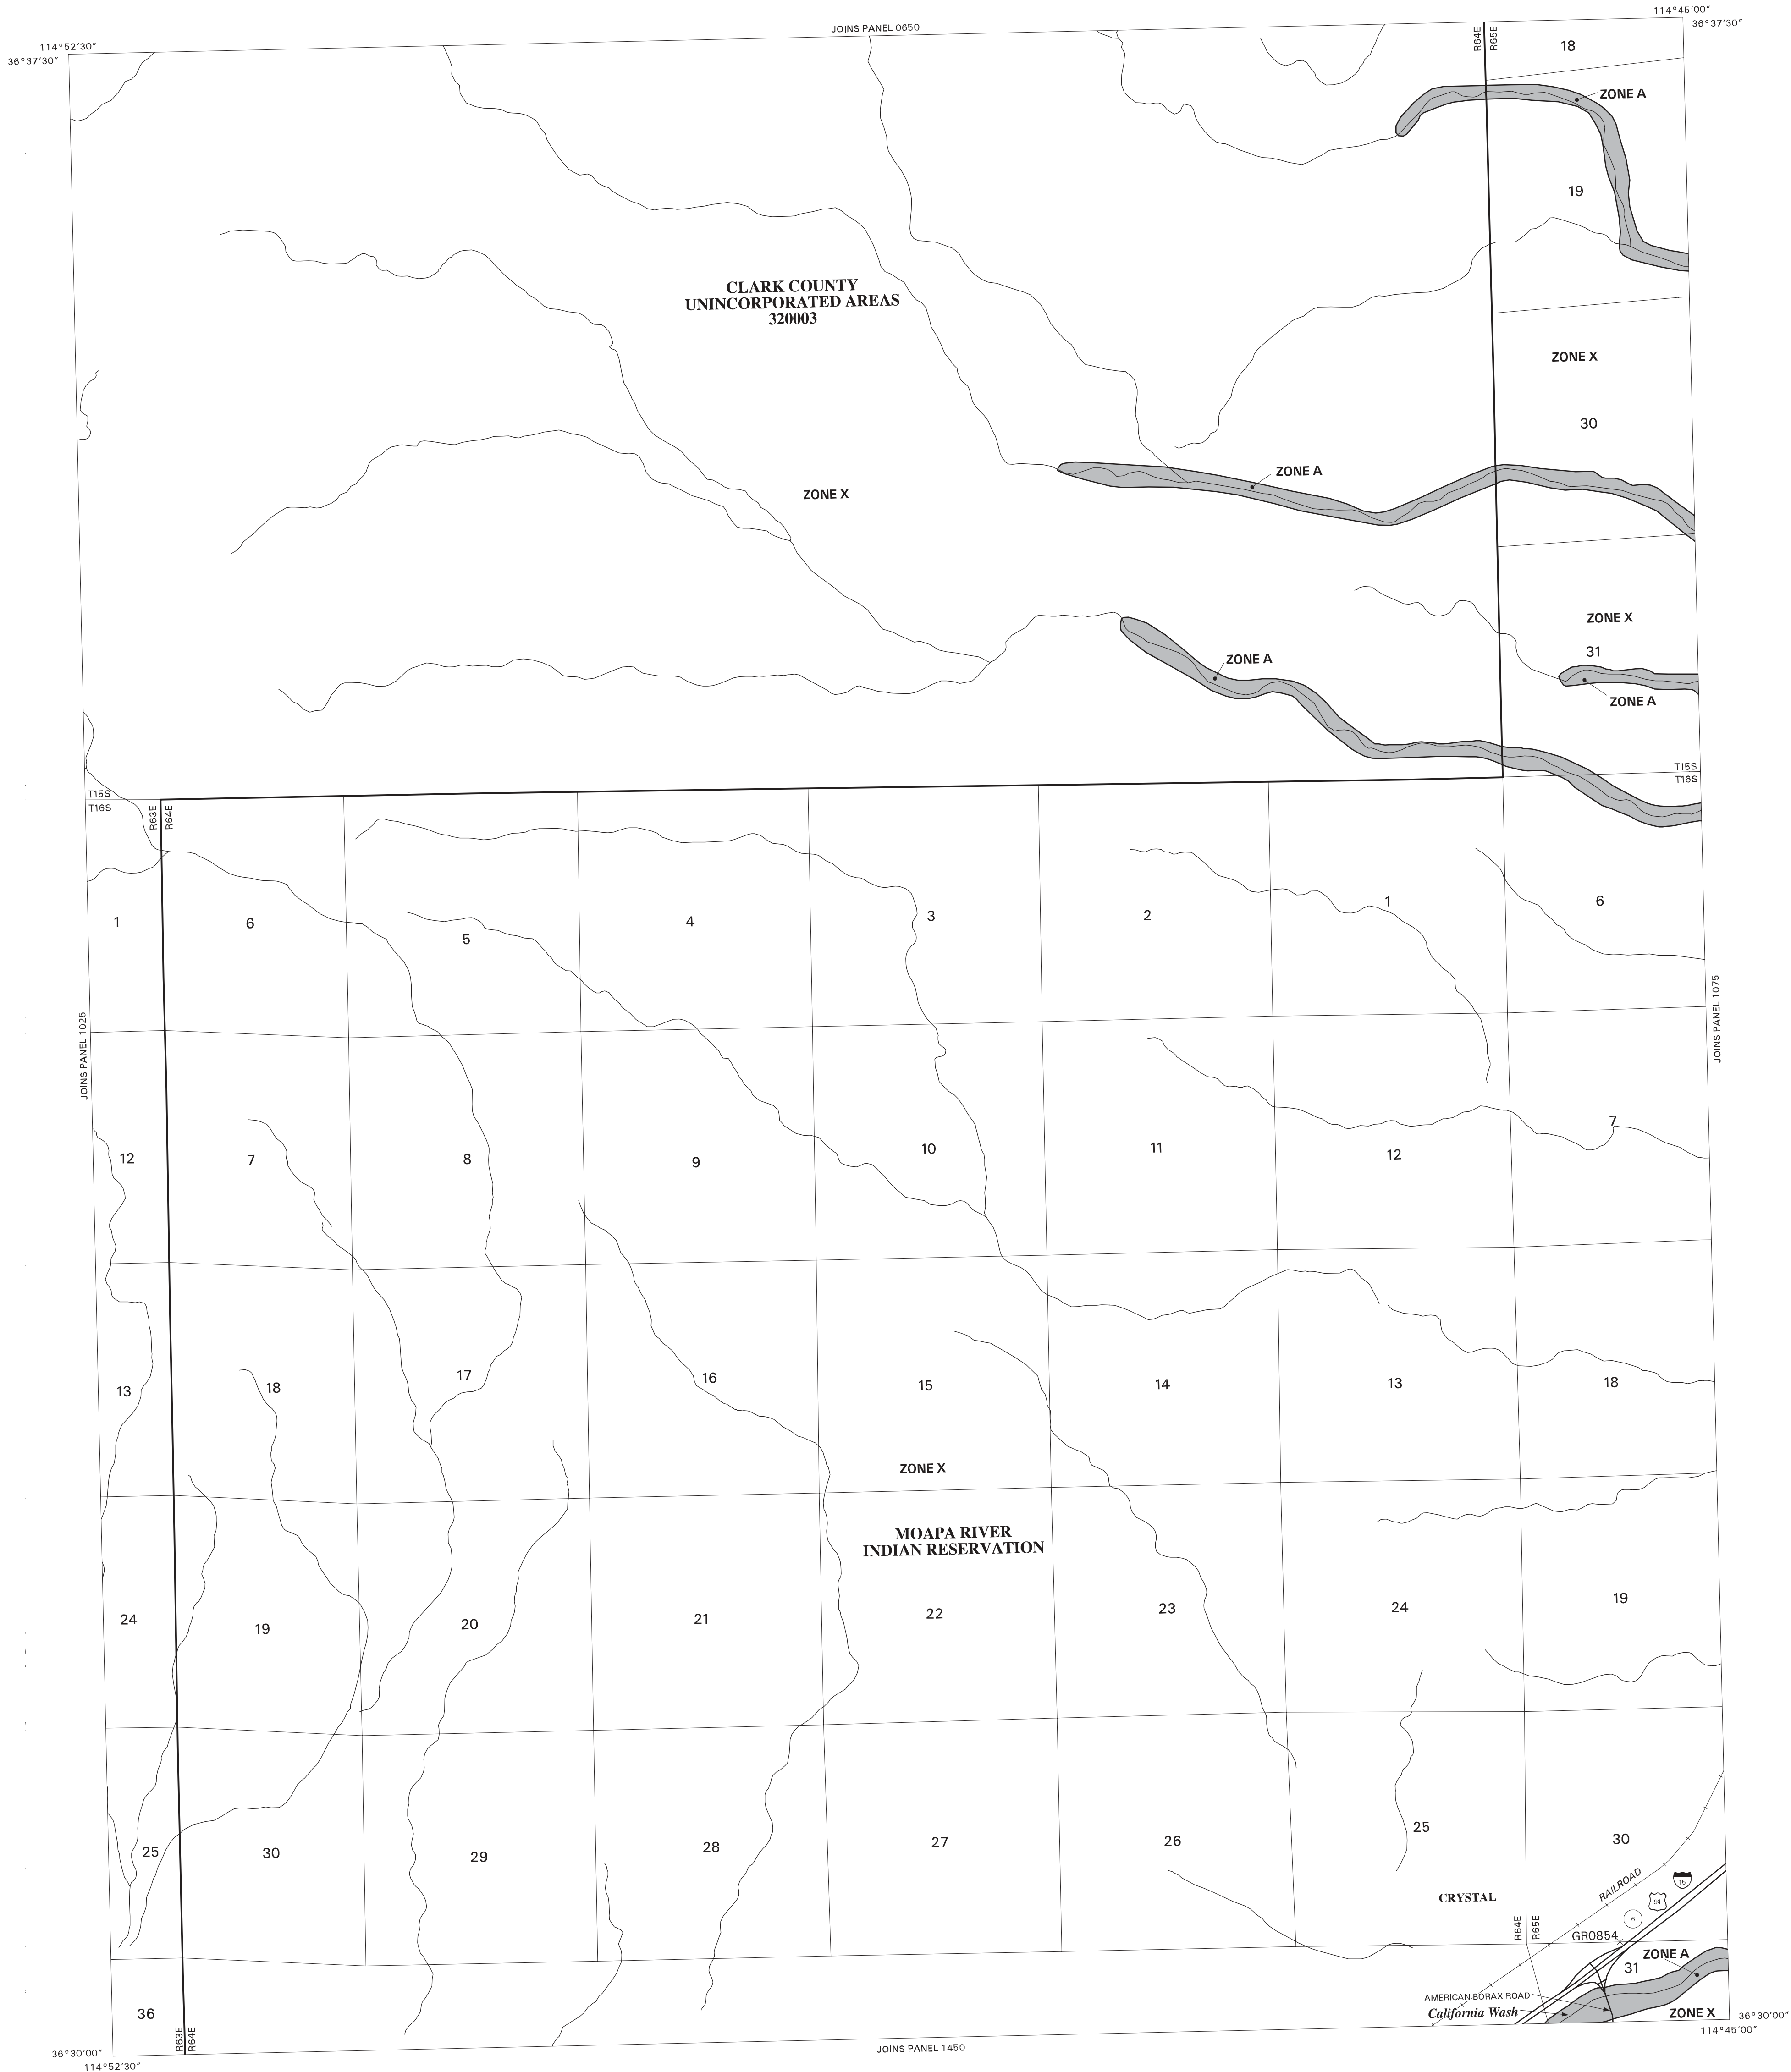 JOINS PANEL 0650
114°45'00"
36°37'30"
114°52'30"
36°37'30"
R64E
R65E
18
ZONE A
19
CLARK COUNTY
UNINCORPORATED AREAS
320003
ZONE X
30
ZONE A
ZONE X
ZONE X
31
ZONE A
ZONE A
T15S
T16S
T15S
T16S
R63E
R64E
1
6
5
4
3
2
1
6
JOINS PANEL 1025
JOINS PANEL 1075
12
7
8
9
10
11
12
7
13
18
17
16
15
14
13
18
ZONE X
MOAPA RIVER
INDIAN RESERVATION
24
19
20
21
22
23
24
19
25
30
29
28
27
26
25
30
RAILROAD
15
91
6
CRYSTAL
R64E
R65E
GR0854
ZONE A
31
AMERICAN BORAX ROAD
California Wash
ZONE X
36
R63E
R64E
36°30'00"
114°45'00"
JOINS PANEL 1450
36°30'00"
114°52'30"